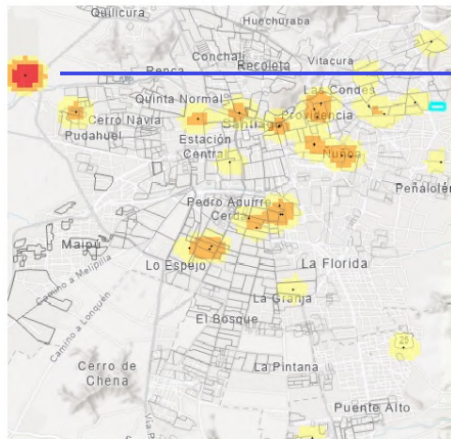 Quilicura
Huechuraba
Conchalí
Recoleta
Vitacura
Renca
Las Condes
Quinta Normal
Cerro Navia
Providencia
Santiago
Pudahuel
Estación
Central
Ñuñoa
Peñalolén
Pedro Aguirre
Cerda
Maipú
Lo Espejo
La Florida
Camino a Melipilla
La Granja
Camino a Lonquén
El Bosque
25
Cerro de
Chena
La Pintana
Puente Alto